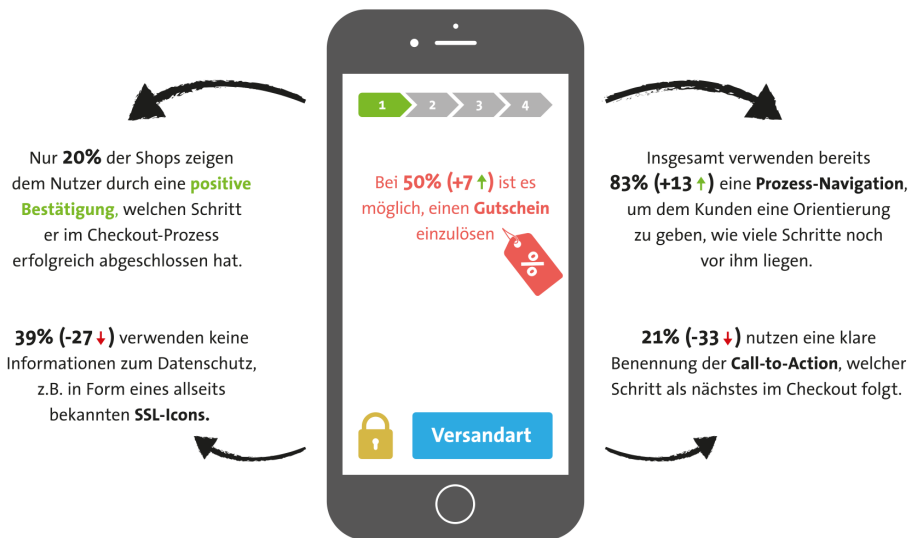 1 2 3 4
Nur 20% der Shops zeigen
dem Nutzer durch eine positive
Bestätigung, welchen Schritt
er im Checkout-Prozess
erfolgreich abgeschlossen hat.
39% (-27 ↓) verwenden keine
Informationen zum Datenschutz,
z.B. in Form eines allseits
bekannten SSL-Icons.
Bei 50% (+7 ↑) ist es
möglich, einen Gutschein
einzulösen
%
Versandart
Insgesamt verwenden bereits
83% (+13 ↑) eine Prozess-Navigation,
um dem Kunden eine Orientierung
zu geben, wie viele Schritte noch
vor ihm liegen.
21% (-33 ↓) nutzen eine klare
Benennung der Call-to-Action, welcher
Schritt als nächstes im Checkout folgt.